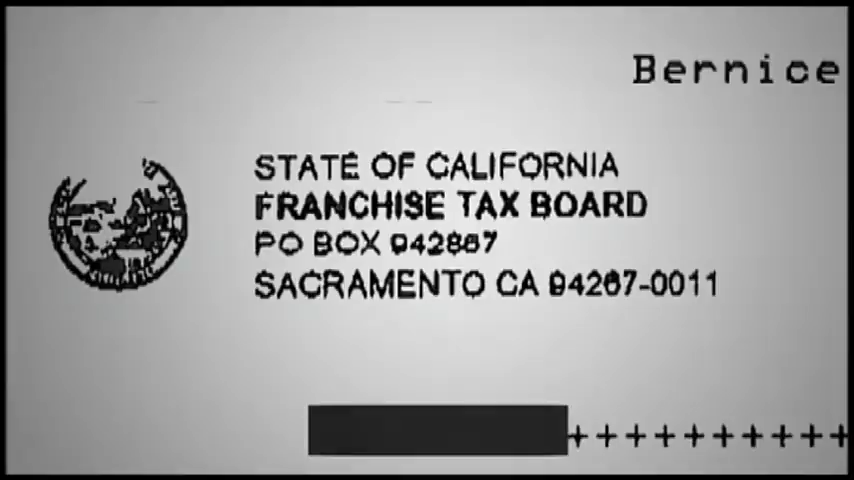 Bernice
STATE OF CALIFORNIA
FRANCHISE TAX BOARD
PO BOX 942867
SACRAMENTO CA 94267-0011
+++++++++++